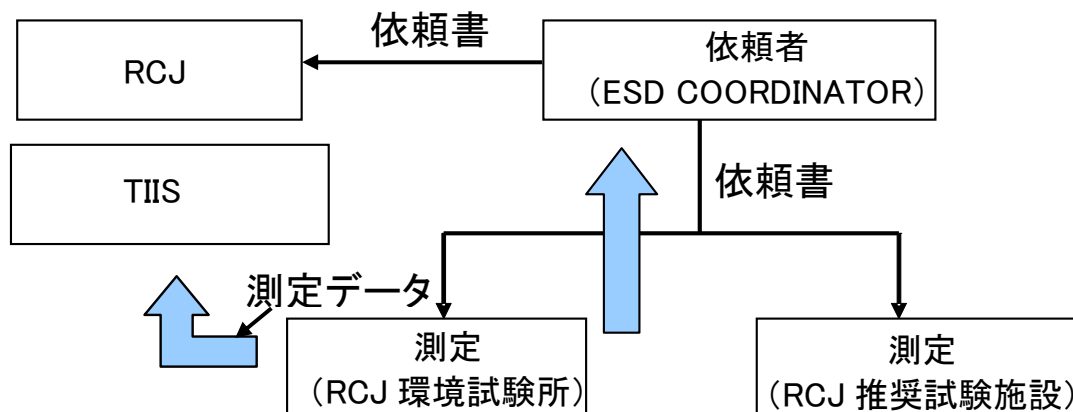 依頼書
RCJ
依頼者
（ESD COORDINATOR）
TIIS
依頼書
測定データ
測定
（RCJ 環境試験所）
測定
（RCJ 推奨試験施設）